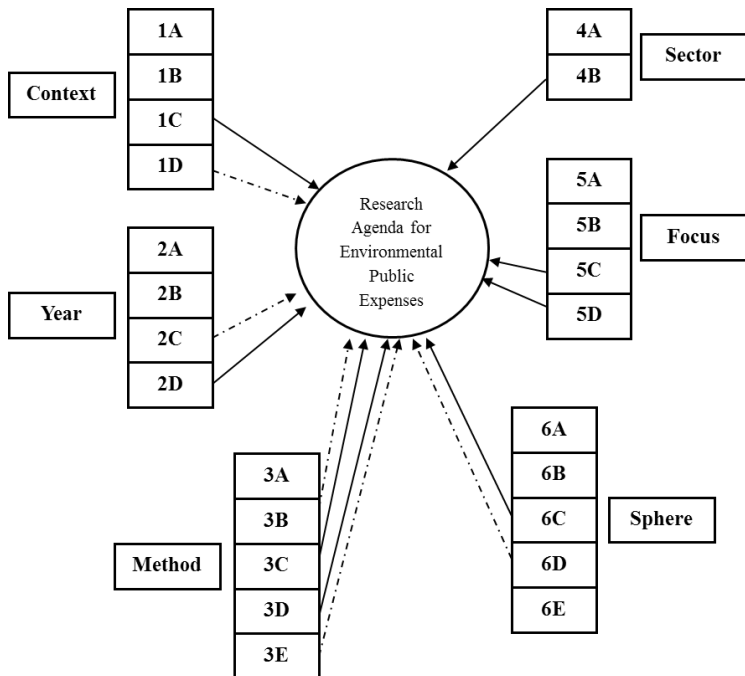 Context
1A
1B
1C
1D
4A
4B
Sector
Research
Agenda for
Environmental
Public
Expenses
Year
2A
2B
2C
2D
5A
5B
5C
5D
Focus
Method
3A
3B
3C
3D
3E
6A
6B
6C
6D
6E
Sphere